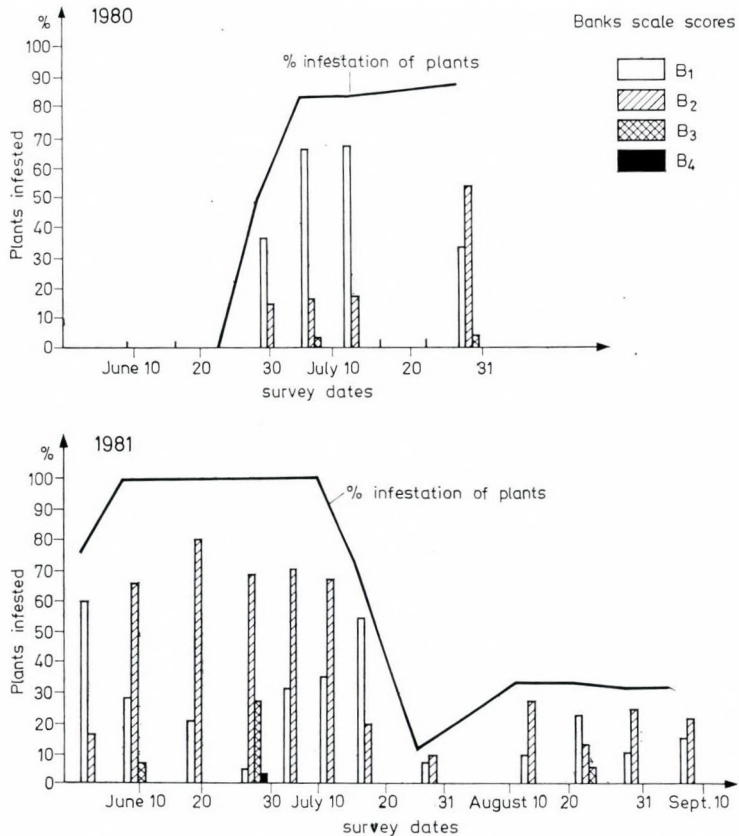 % 1980
Banks scale scores
% infestation of plants
B1
B2
B3
B4
Plants infested
100
90
80
70
60
50
40
30
20
10
0
June 10 20 30 July 10 20 31
survey dates
% 1981
% infestation of plants
Plants infested
100
90
80
70
60
50
40
30
20
10
0
June 10 20 30 July 10 20 31 August 10 20 31 Sept. 10
survey dates